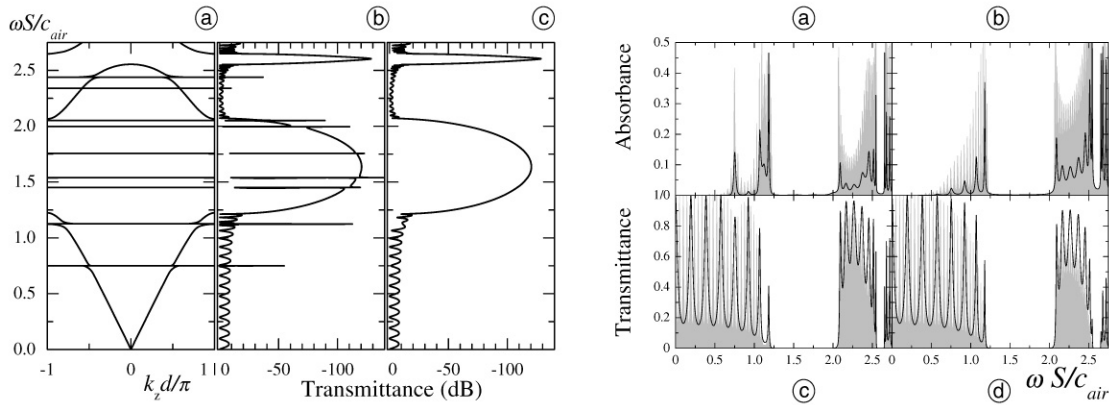 ωS/c_air
ⓐ ⓑ ⓒ
2.5
2.0
1.5
1.0
0.5
0.0
-1 0 1 0 -50 -100 0 -50 -100
k_z d/π
Transmittance (dB)
ⓐ ⓑ
Absorbance
0.5
0.4
0.3
0.2
0.1
Transmittance
0.8
0.6
0.4
0.2
0
0 0.5 1.0 1.5 2.0 2.5 0.5 1.0 1.5 2.0 2.5
ω S/c_air
ⓒ ⓓ